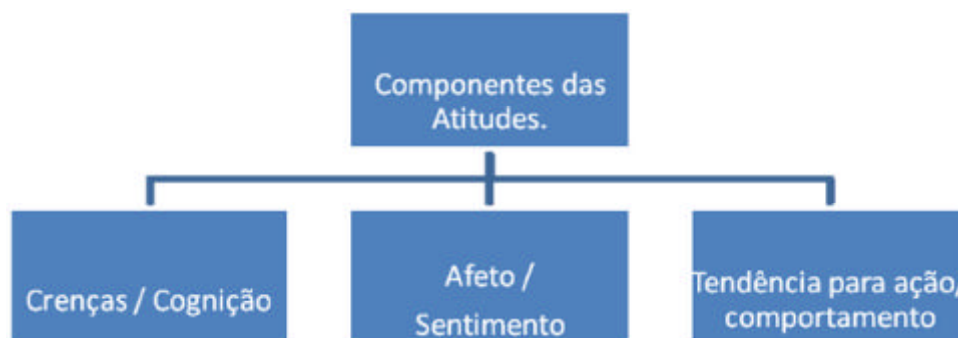 Componentes das
Atitudes.
Crenças / Cognição
Afeto /
Sentimento
Tendência para ação/
comportamento